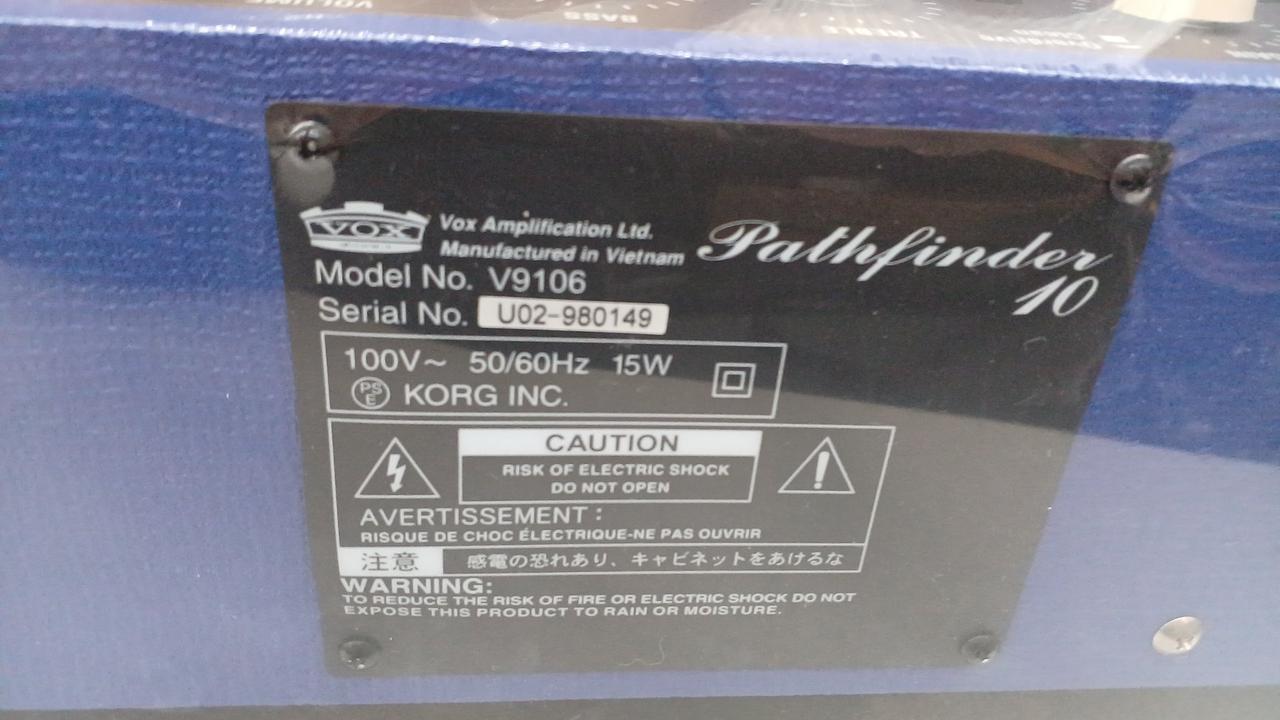 VOLUME
BASS
TREBLE
VOX
Vox Amplification Ltd.
Manufactured in Vietnam
Pathfinder
10
Model No. V9106
Serial No. U02-980149
100V~ 50/60Hz 15W
PSE KORG INC.
CAUTION
RISK OF ELECTRIC SHOCK
DO NOT OPEN
AVERTISSEMENT :
RISQUE DE CHOC ÉLECTRIQUE-NE PAS OUVRIR
注意 感電の恐れあり、キャビネットをあけるな
WARNING:
TO REDUCE THE RISK OF FIRE OR ELECTRIC SHOCK DO NOT
EXPOSE THIS PRODUCT TO RAIN OR MOISTURE.